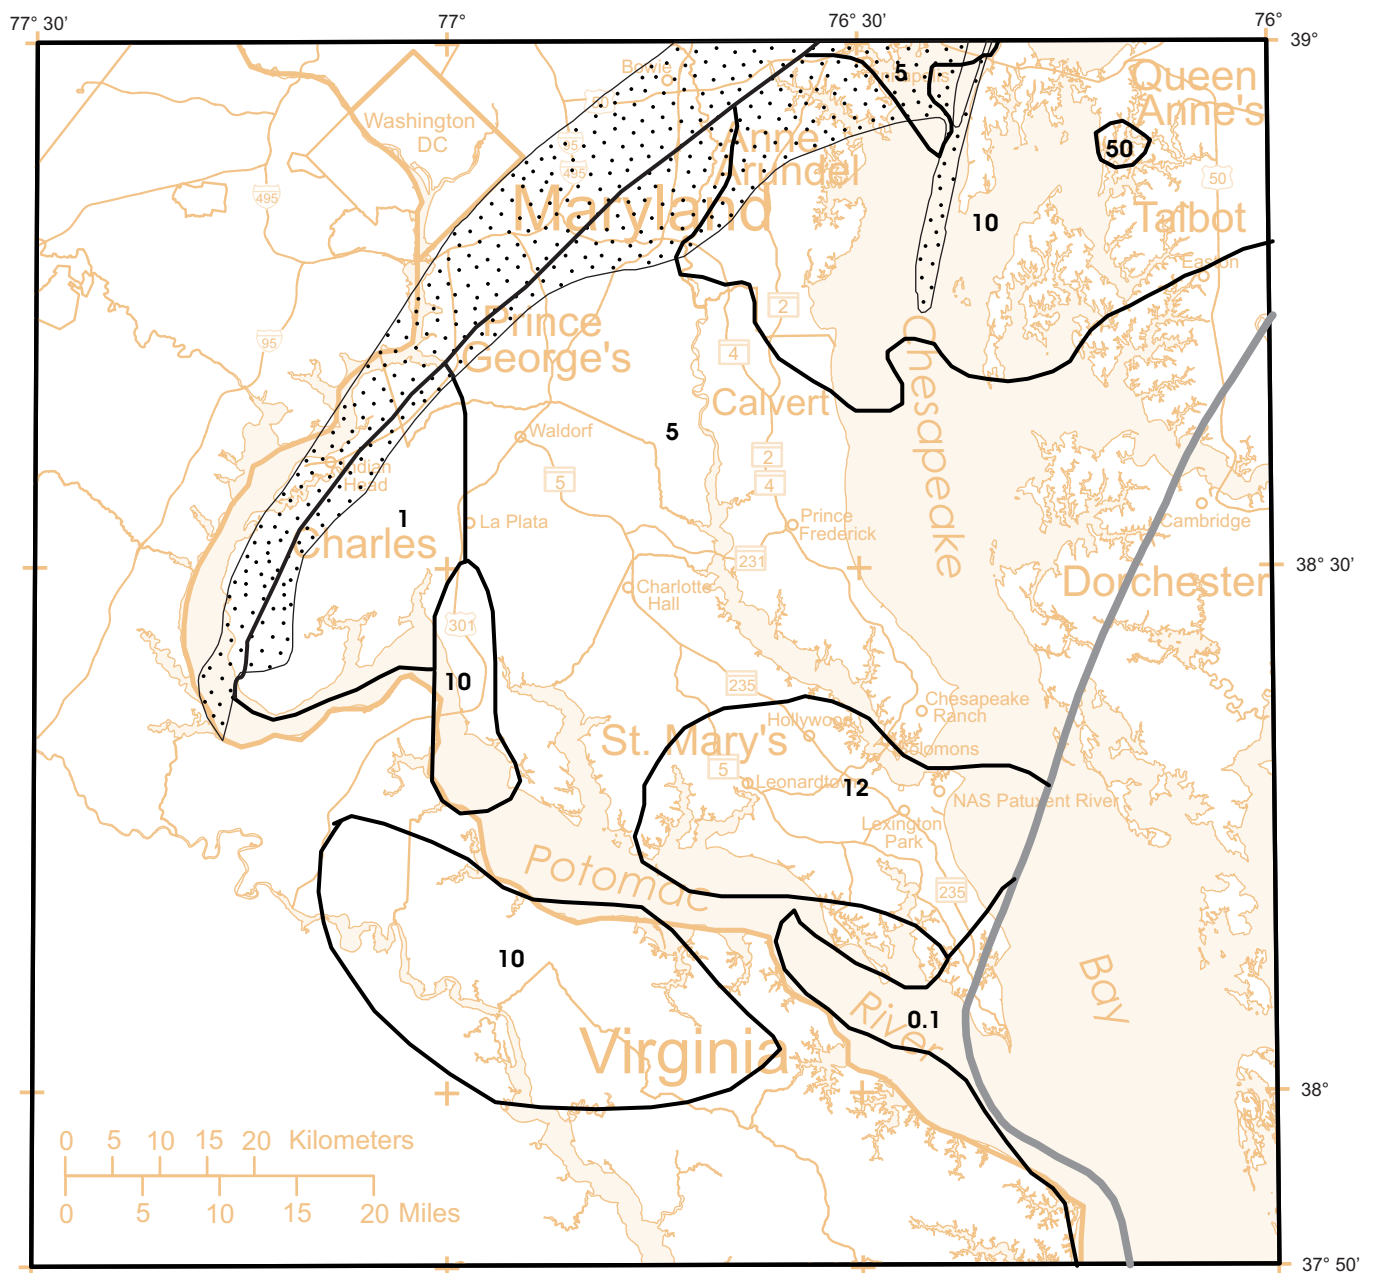 77° 30'
77°
76° 30'
76°
39°
Bowie
5
Queen
Anne's
50
Washington
DC
50
495
495
Anne
Arundel
50
Maryland
10
Talbot
Easton
2
Prince
George's
95
4
Chesapeake
Calvert
5
Waldorf
2
Indian
Head
5
4
1
La Plata
Prince
Frederick
Cambridge
Charles
231
38° 30'
Charlotte
Hall
Dorchester
301
10
235
Chesapeake
Ranch
Hollywood
St. Mary's
Solomons
5
Leonardto
12
NAS Patuxent River
Lexington
Park
Potomac
235
10
Bay
River
0.1
Virginia
38°
0 5 10 15 20 Kilometers
0 5 10 15 20 Miles
37° 50'